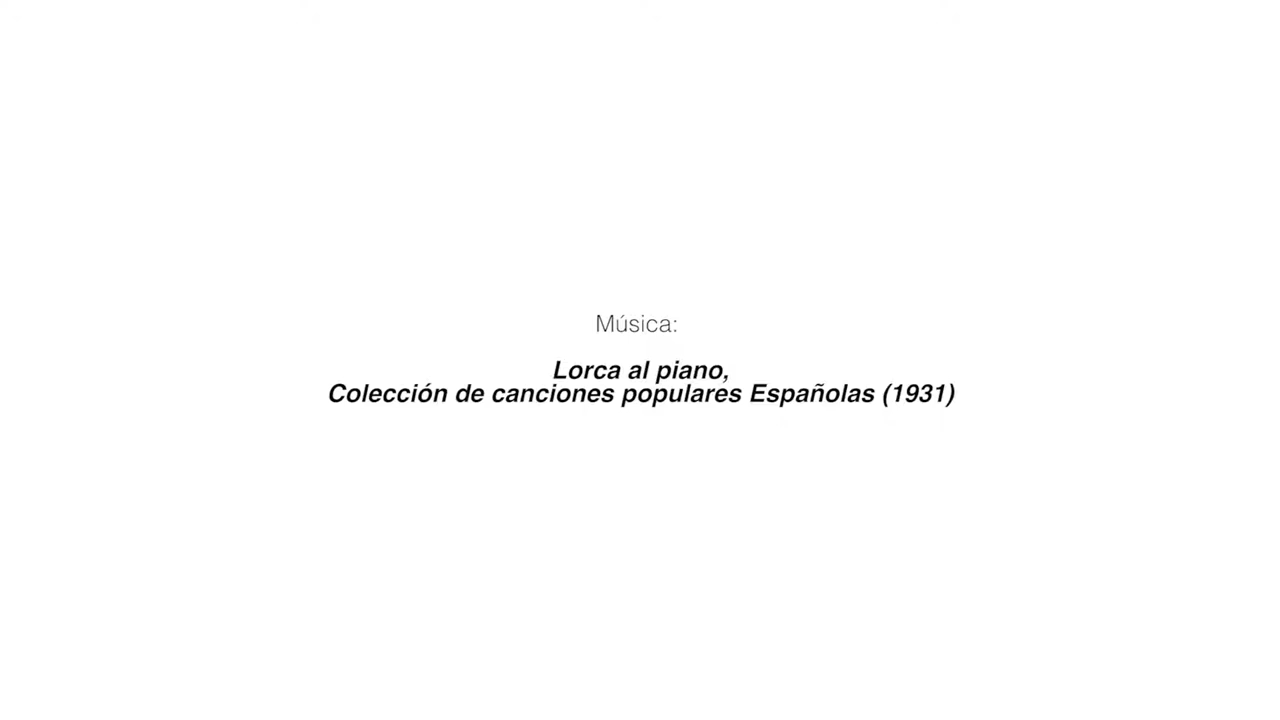 Música:
Lorca al piano,
Colección de canciones populares Españolas (1931)